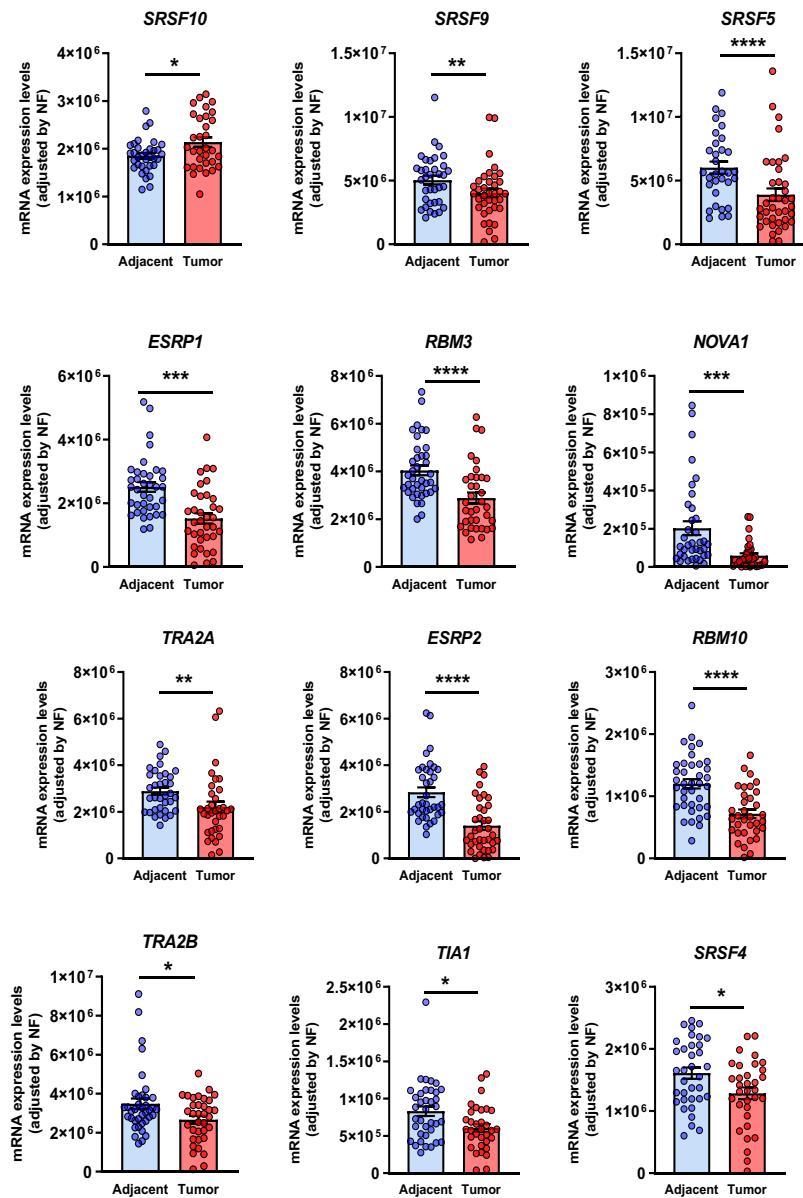 SRSF10
mRNA expression levels
(adjusted by NF)
4×10⁶
3×10⁶
2×10⁶
1×10⁶
0
*
Adjacent Tumor
SRSF9
mRNA expression levels
(adjusted by NF)
1.5×10⁷
1×10⁷
5×10⁶
0
**
Adjacent Tumor
SRSF5
mRNA expression levels
(adjusted by NF)
1.5×10⁷
1×10⁷
5×10⁶
0
****
Adjacent Tumor
ESRP1
mRNA expression levels
(adjusted by NF)
6×10⁶
4×10⁶
2×10⁶
0
***
Adjacent Tumor
RBM3
mRNA expression levels
(adjusted by NF)
8×10⁶
6×10⁶
4×10⁶
2×10⁶
0
****
Adjacent Tumor
NOVA1
mRNA expression levels
(adjusted by NF)
1×10⁶
8×10⁵
6×10⁵
4×10⁵
2×10⁵
0
***
Adjacent Tumor
TRA2A
mRNA expression levels
(adjusted by NF)
8×10⁶
6×10⁶
4×10⁶
2×10⁶
0
**
Adjacent Tumor
ESRP2
mRNA expression levels
(adjusted by NF)
8×10⁶
6×10⁶
4×10⁶
2×10⁶
0
****
Adjacent Tumor
RBM10
mRNA expression levels
(adjusted by NF)
3×10⁶
2×10⁶
1×10⁶
0
****
Adjacent Tumor
TRA2B
mRNA expression levels
(adjusted by NF)
1×10⁷
8×10⁶
6×10⁶
4×10⁶
2×10⁶
0
*
Adjacent Tumor
TIA1
mRNA expression levels
(adjusted by NF)
2.5×10⁶
2×10⁶
1.5×10⁶
1×10⁶
5×10⁵
0
*
Adjacent Tumor
SRSF4
mRNA expression levels
(adjusted by NF)
3×10⁶
2×10⁶
1×10⁶
0
*
Adjacent Tumor